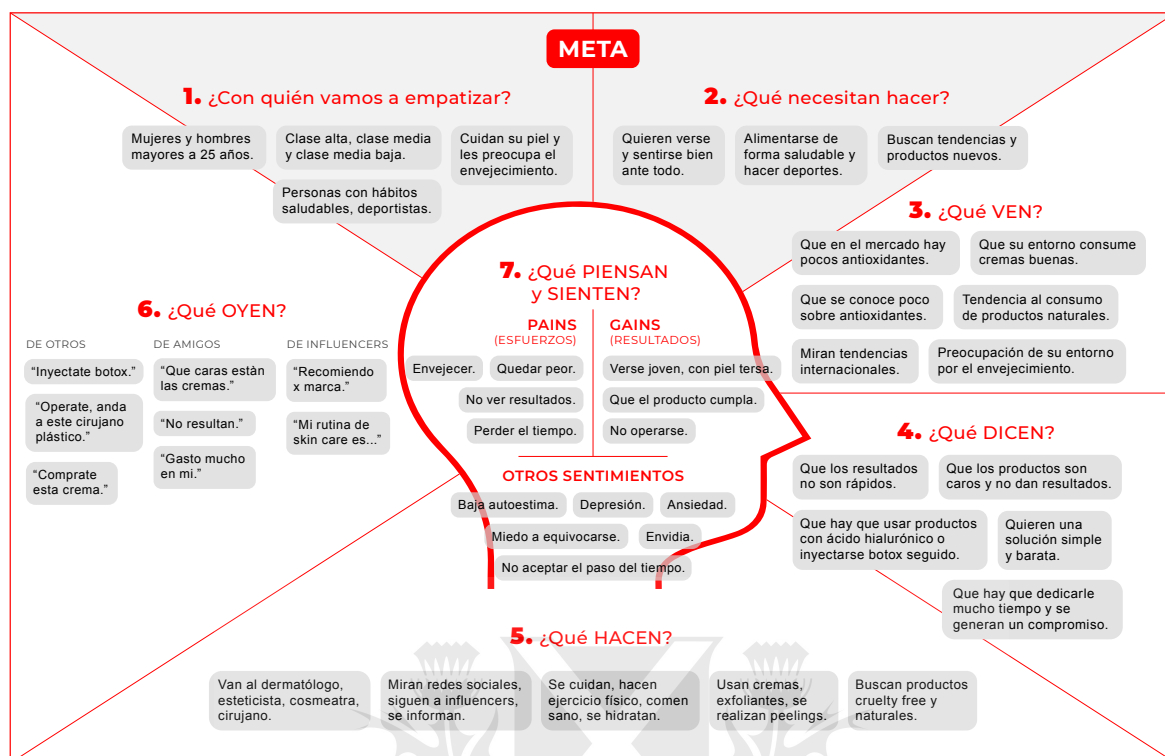 META
1. ¿Con quién vamos a empatizar?
Mujeres y hombres
mayores a 25 años.
Clase alta, clase media
y clase media baja.
Cuidan su piel y
les preocupa el
envejecimiento.
Personas con hábitos
saludables, deportistas.
2. ¿Qué necesitan hacer?
Quieren verse
y sentirse bien
ante todo.
Alimentarse de
forma saludable y
hacer deportes.
Buscan tendencias y
productos nuevos.
3. ¿Qué VEN?
Que en el mercado hay
pocos antioxidantes.
Que su entorno consume
cremas buenas.
Que se conoce poco
sobre antioxidantes.
Tendencia al consumo
de productos naturales.
Miran tendencias
internacionales.
Preocupación de su entorno
por el envejecimiento.
4. ¿Qué DICEN?
Que los resultados
no son rápidos.
Que los productos son
caros y no dan resultados.
Que hay que usar productos
con ácido hialurónico o
inyectarse botox seguido.
Quieren una
solución simple
y barata.
Que hay que dedicarle
mucho tiempo y se
generan un compromiso.
5. ¿Qué HACEN?
Van al dermatólogo,
esteticista, cosmeatra,
cirujano.
Miran redes sociales,
siguen a influencers,
se informan.
Se cuidan, hacen
ejercicio físico, comen
sano, se hidratan.
Usan cremas,
exfoliantes, se
realizan peelings.
Buscan productos
cruelty free y
naturales.
6. ¿Qué OYEN?
DE OTROS
“Inyectate botox.”
“Operate, anda
a este cirujano
plástico.”
“Comprate
esta crema.”
DE AMIGOS
“Que caras estàn
las cremas.”
“No resultan.”
“Gasto mucho
en mi.”
DE INFLUENCERS
“Recomiendo
x marca.”
“Mi rutina de
skin care es...”
7. ¿Qué PIENSAN
y SIENTEN?
PAINS
(ESFUERZOS)
Envejecer.
Quedar peor.
No ver resultados.
Perder el tiempo.
GAINS
(RESULTADOS)
Verse joven, con piel tersa.
Que el producto cumpla.
No operarse.
OTROS SENTIMIENTOS
Baja autoestima.
Depresión.
Ansiedad.
Miedo a equivocarse.
Envidia.
No aceptar el paso del tiempo.